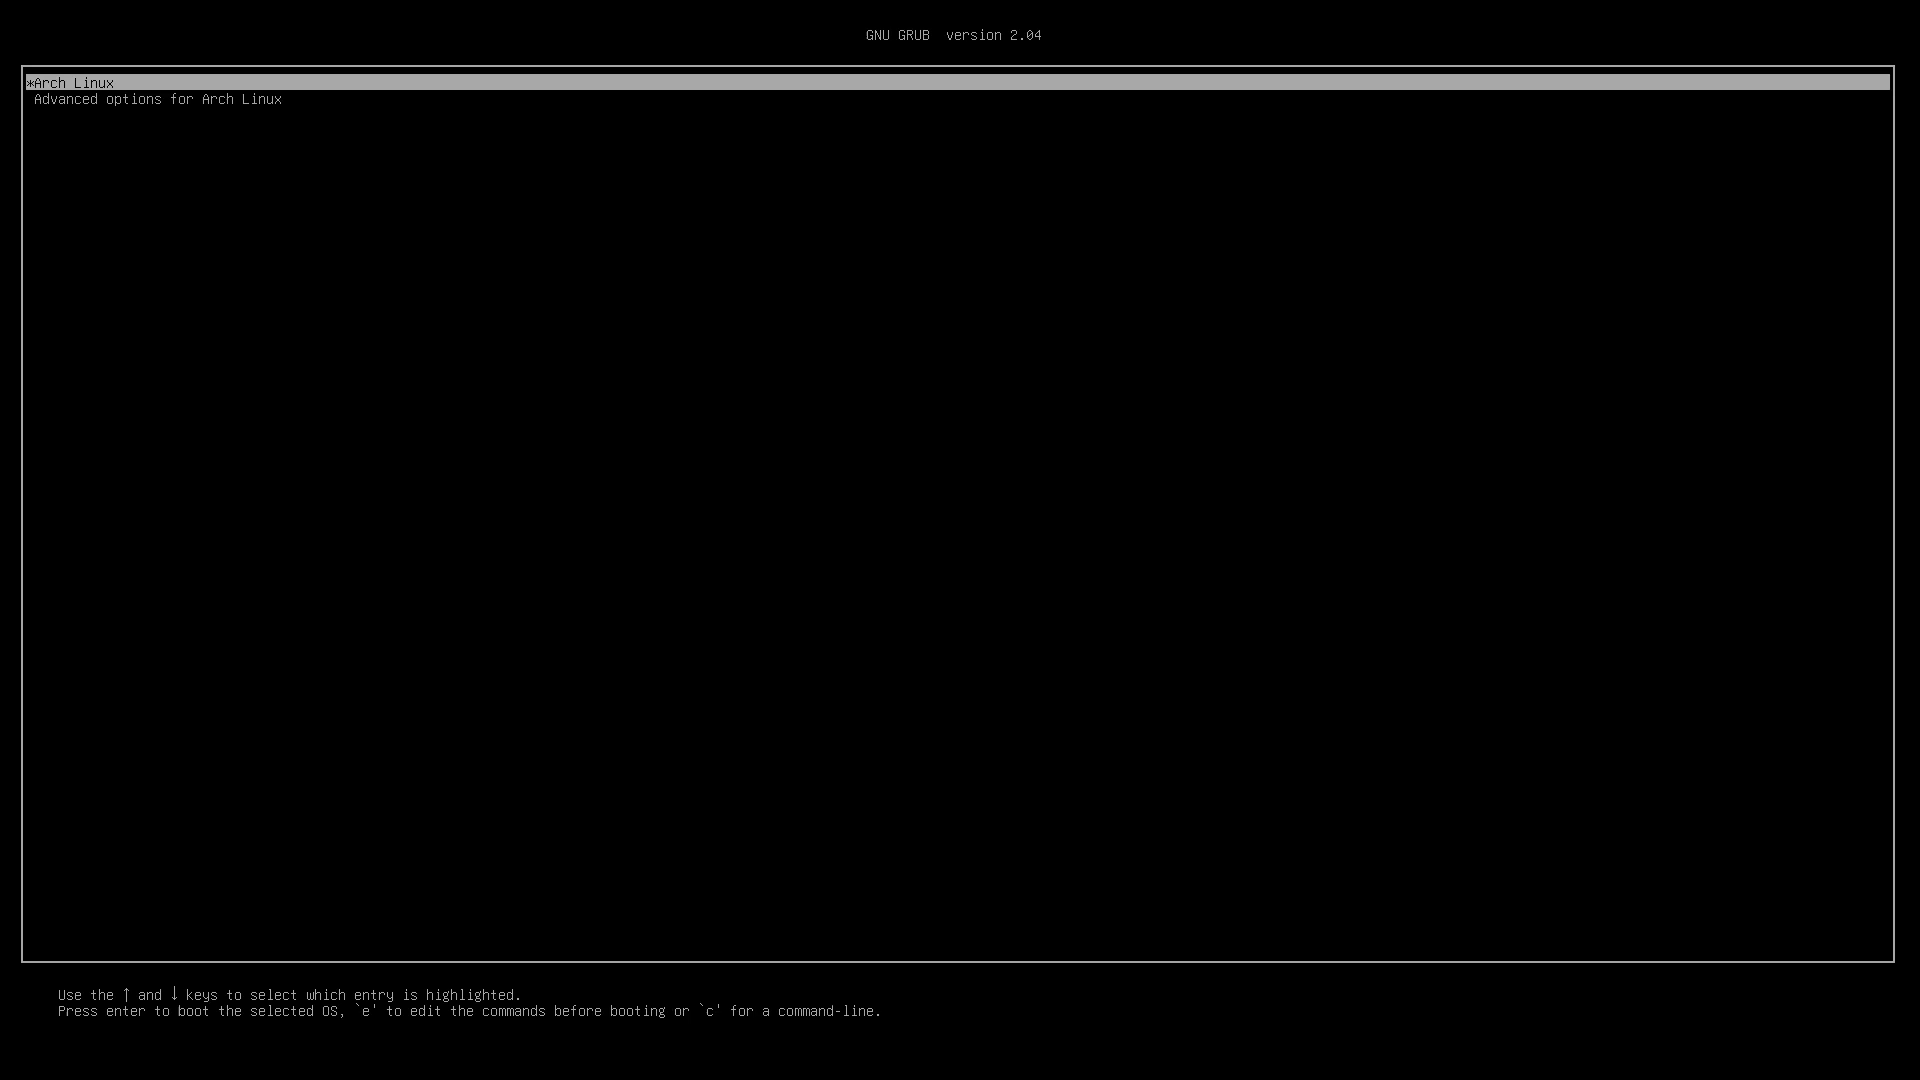 GNU GRUB  version 2.04
*Arch Linux
Advanced options for Arch Linux
Use the ↑ and ↓ keys to select which entry is highlighted.
Press enter to boot the selected OS, `e' to edit the commands before booting or `c' for a command-line.